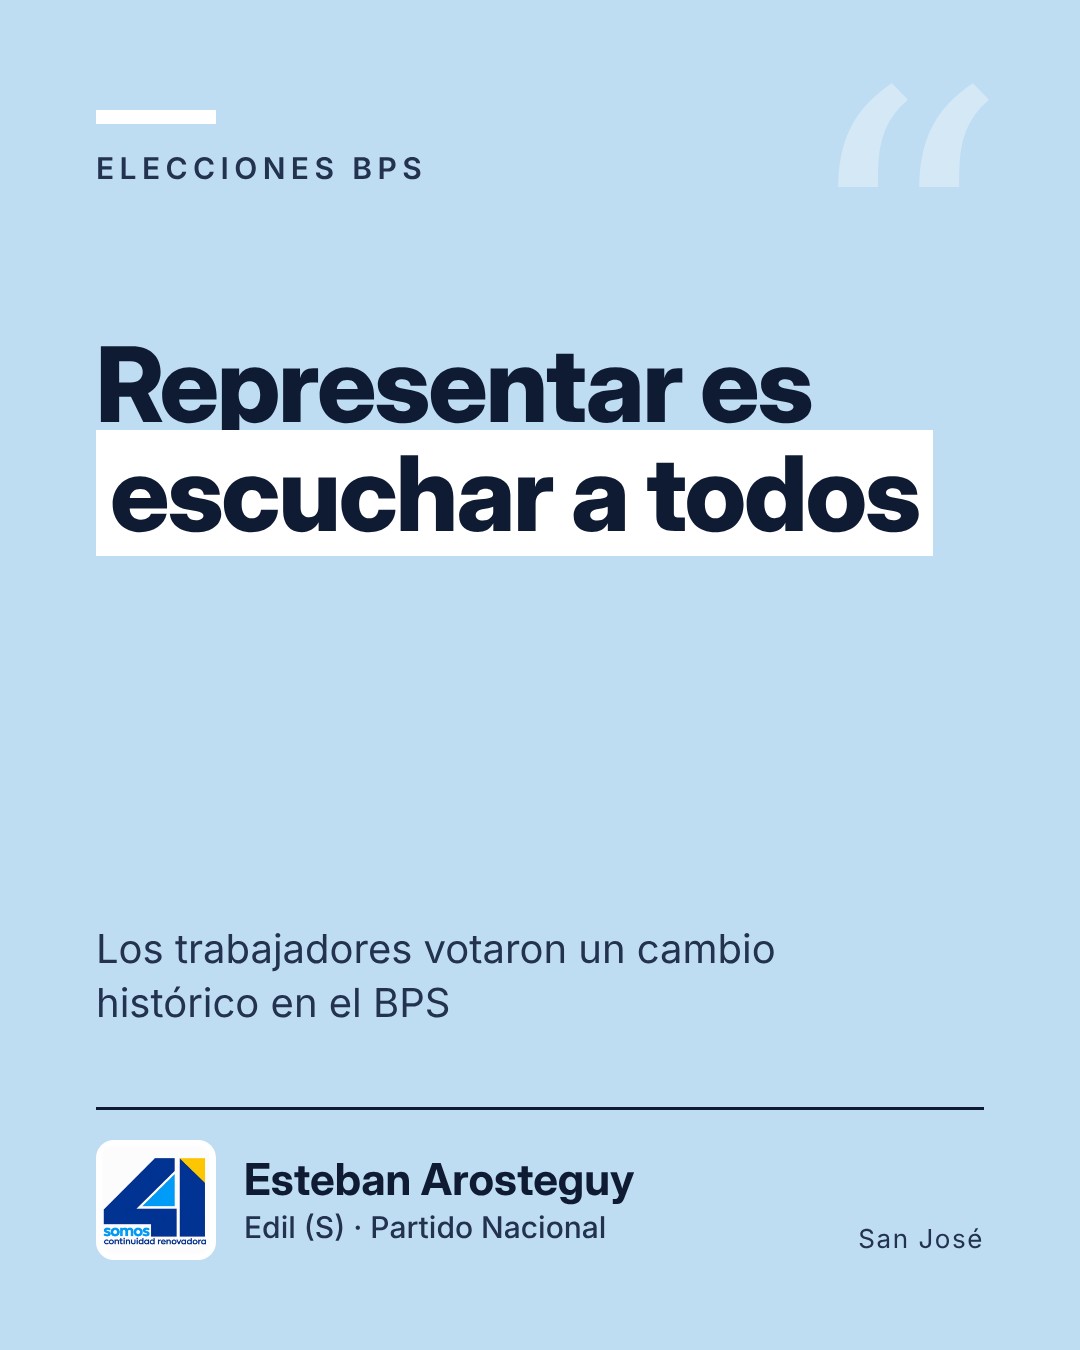 ELECCIONES BPS
“
Representar es
escuchar a todos
Los trabajadores votaron un cambio
histórico en el BPS
4
somos
continuidad renovadora
Esteban Arosteguy
Edil (S) · Partido Nacional
San José